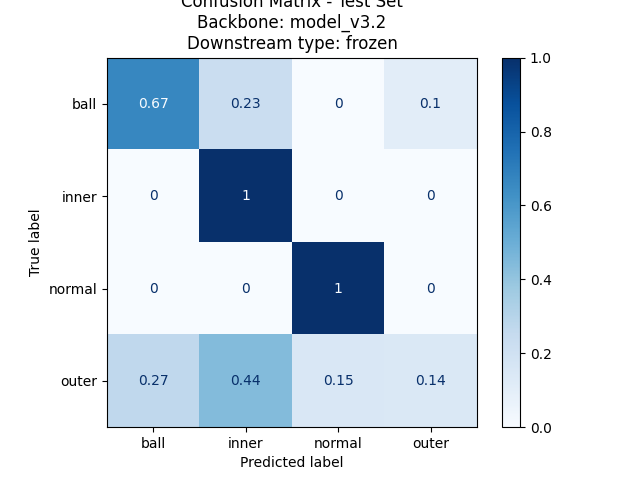 Confusion Matrix - Test Set
Backbone: model_v3.2
Downstream type: frozen
1.0
ball 0.67 0.23 0 0.1
0.8
inner 0 1 0 0
0.6
True label
0.4
normal 0 0 1 0
0.2
outer 0.27 0.44 0.15 0.14
0.0
ball inner normal outer
Predicted label